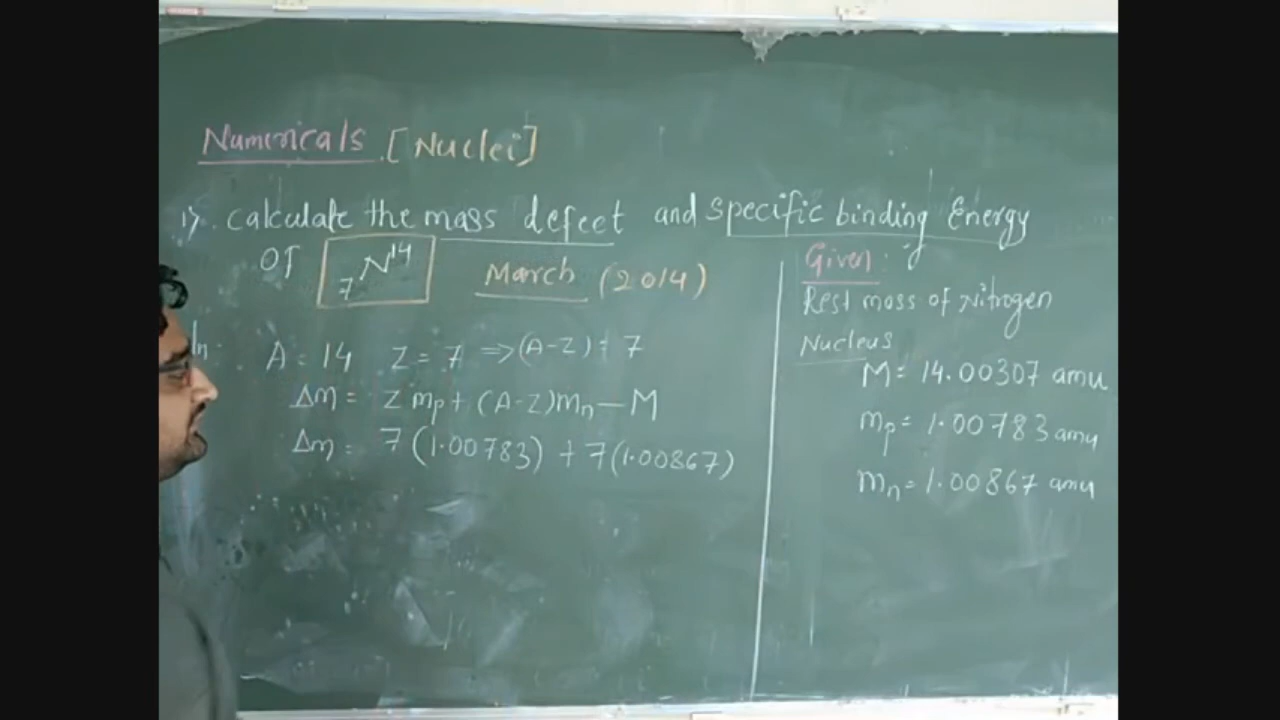 Numericals [Nuclei]
1). calculate the mass defect and specific binding Energy
of ₇N¹⁴ March (2014)
A = 14 Z = 7 ⇒ (A-Z) = 7
Δm = Z mp + (A-Z)mn - M
Δm = 7(1.00783) + 7(1.00867)
Given:
Rest mass of Nitrogen
Nucleus
M = 14.00307 amu
mp = 1.00783 amu
mn = 1.00867 amu